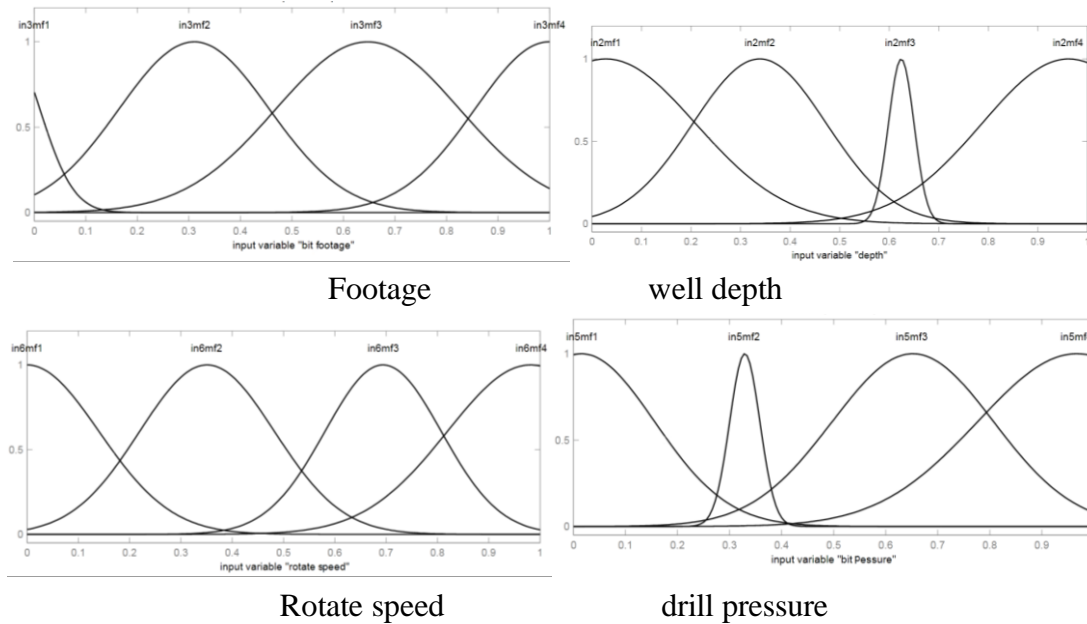 in3mf1 in3mf2 in3mf3 in3mf4
1
0.5
0
0 0.1 0.2 0.3 0.4 0.5 0.6 0.7 0.8 0.9 1
input variable "bit footage"
in2mf1 in2mf2 in2mf3 in2mf4
1
0.5
0
0 0.1 0.2 0.3 0.4 0.5 0.6 0.7 0.8 0.9 1
input variable "depth"
Footage well depth
in6mf1 in6mf2 in6mf3 in6mf4
1
0.5
0
0 0.1 0.2 0.3 0.4 0.5 0.6 0.7 0.8 0.9 1
input variable "rotate speed"
in5mf1 in5mf2 in5mf3 in5mf
1
0.5
0
0 0.1 0.2 0.3 0.4 0.5 0.6 0.7 0.8 0.9
input variable "bit Pessure"
Rotate speed drill pressure